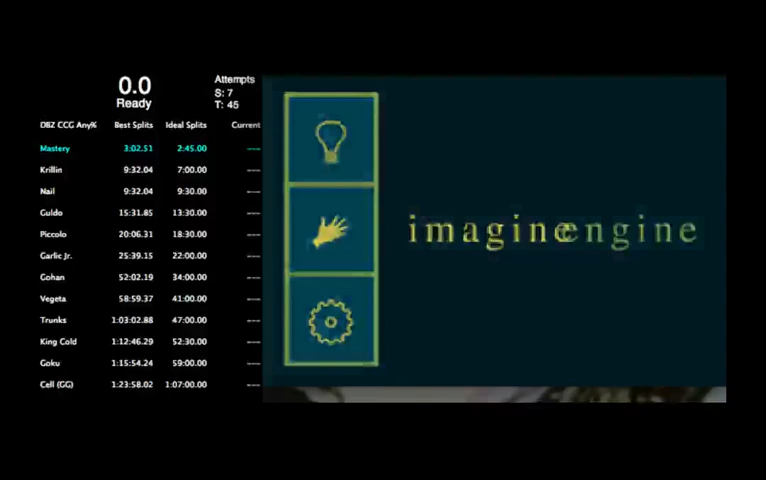 0.0
Ready
Attempts
S: 7
T: 45
DBZ CCG Any% Best Splits Ideal Splits Current
Mastery 3:02.51 2:45.00 ---
Krillin 9:32.04 7:00.00 ---
Nail 9:32.04 9:30.00 ---
Guldo 15:31.85 13:30.00 ---
Piccolo 20:06.31 18:30.00 ---
Garlic Jr. 25:39.15 22:00.00 ---
Gohan 52:02.19 34:00.00 ---
Vegeta 58:59.37 41:00.00 ---
Trunks 1:03:02.88 47:00.00 ---
King Cold 1:12:46.29 52:30.00 ---
Goku 1:15:54.24 59:00.00 ---
Cell (GG) 1:23:58.02 1:07:00.00 ---
imagineengine